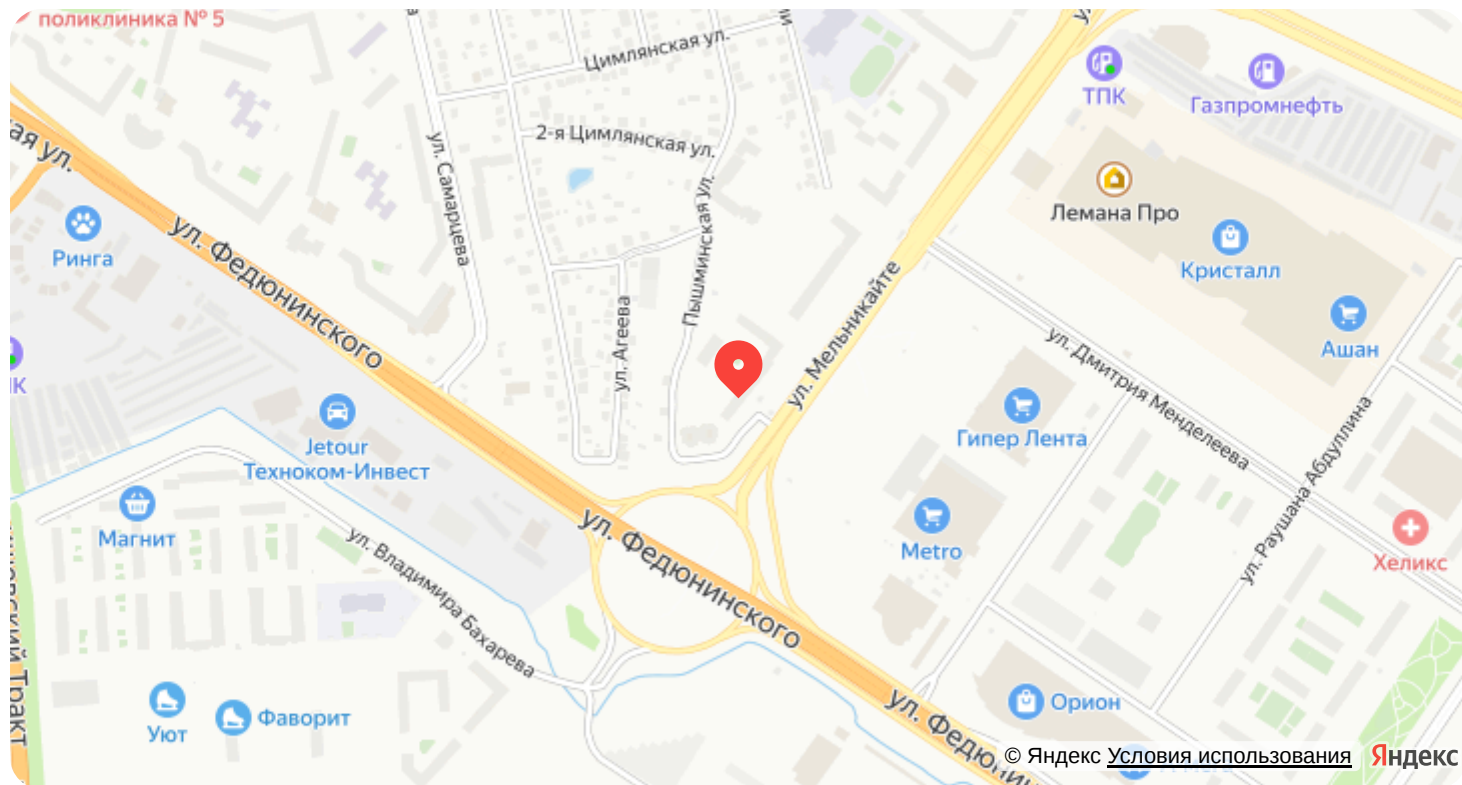 поликлиника № 5
Цимлянская ул.
2-я Цимлянская ул.
ул. Самарцева
Пышминская ул.
ул. Агеева
ТПК
Газпромнефть
Лемана Про
Кристалл
Ашан
ул. Мельникайте
ул. Дмитрия Менделеева
ул. Раушана Абдуллина
Ринга
ул. Федюнинского
Jetour
Техноком-Инвест
Гипер Лента
Metro
Магнит
ул. Владимира Бахарева
ул. Федюнинского
Хеликс
Уют
Фаворит
Орион
Тракт
© Яндекс Условия использования
Яндекс